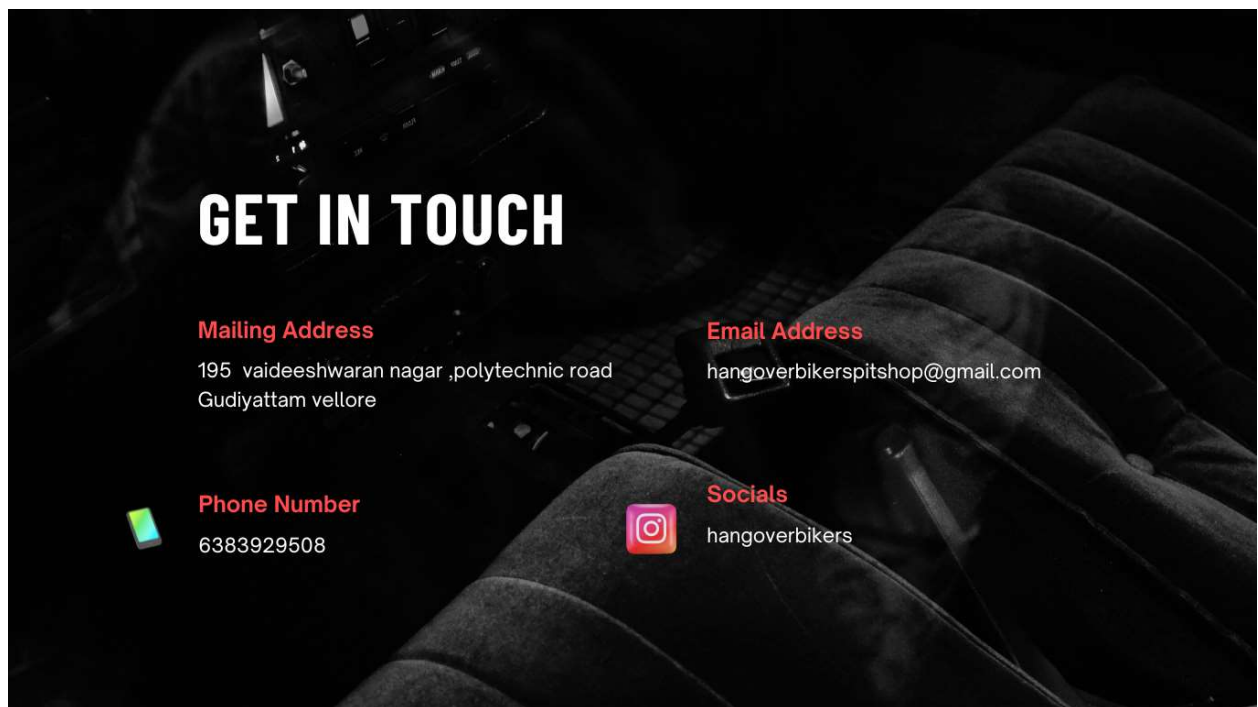 GET IN TOUCH
Mailing Address
195 vaideeshwaran nagar ,polytechnic road
Gudiyattam vellore
Email Address
hangoverbikerspitshop@gmail.com
Phone Number
6383929508
Socials
hangoverbikers